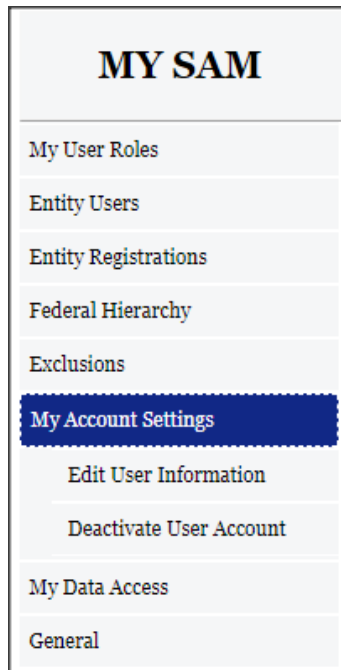 MY SAM
My User Roles
Entity Users
Entity Registrations
Federal Hierarchy
Exclusions
My Account Settings
Edit User Information
Deactivate User Account
My Data Access
General